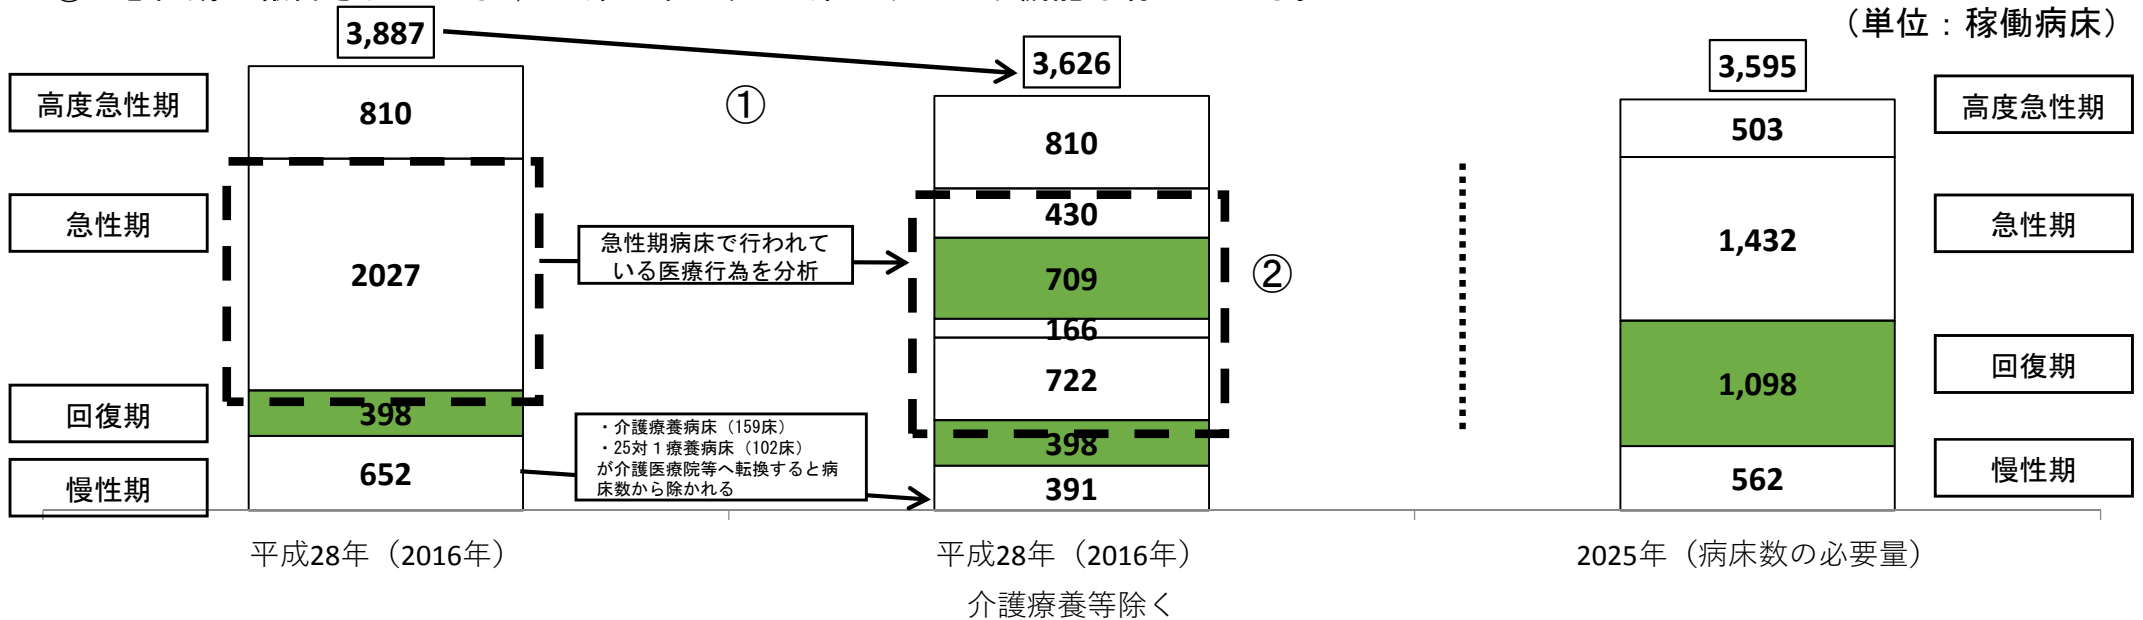 （単位：稼働病床）
3,887
3,626
3,595
高度急性期
急性期
回復期
慢性期
810
2027
398
652
①
急性期病床で行われて
いる医療行為を分析
・介護療養病床（159床）
・25対１療養病床（102床）
が介護医療院等へ転換すると病
床数から除かれる
810
430
709
166
722
398
391
②
503
1,432
1,098
562
高度急性期
急性期
回復期
慢性期
平成28年（2016年）
平成28年（2016年）
介護療養等除く
2025年（病床数の必要量）